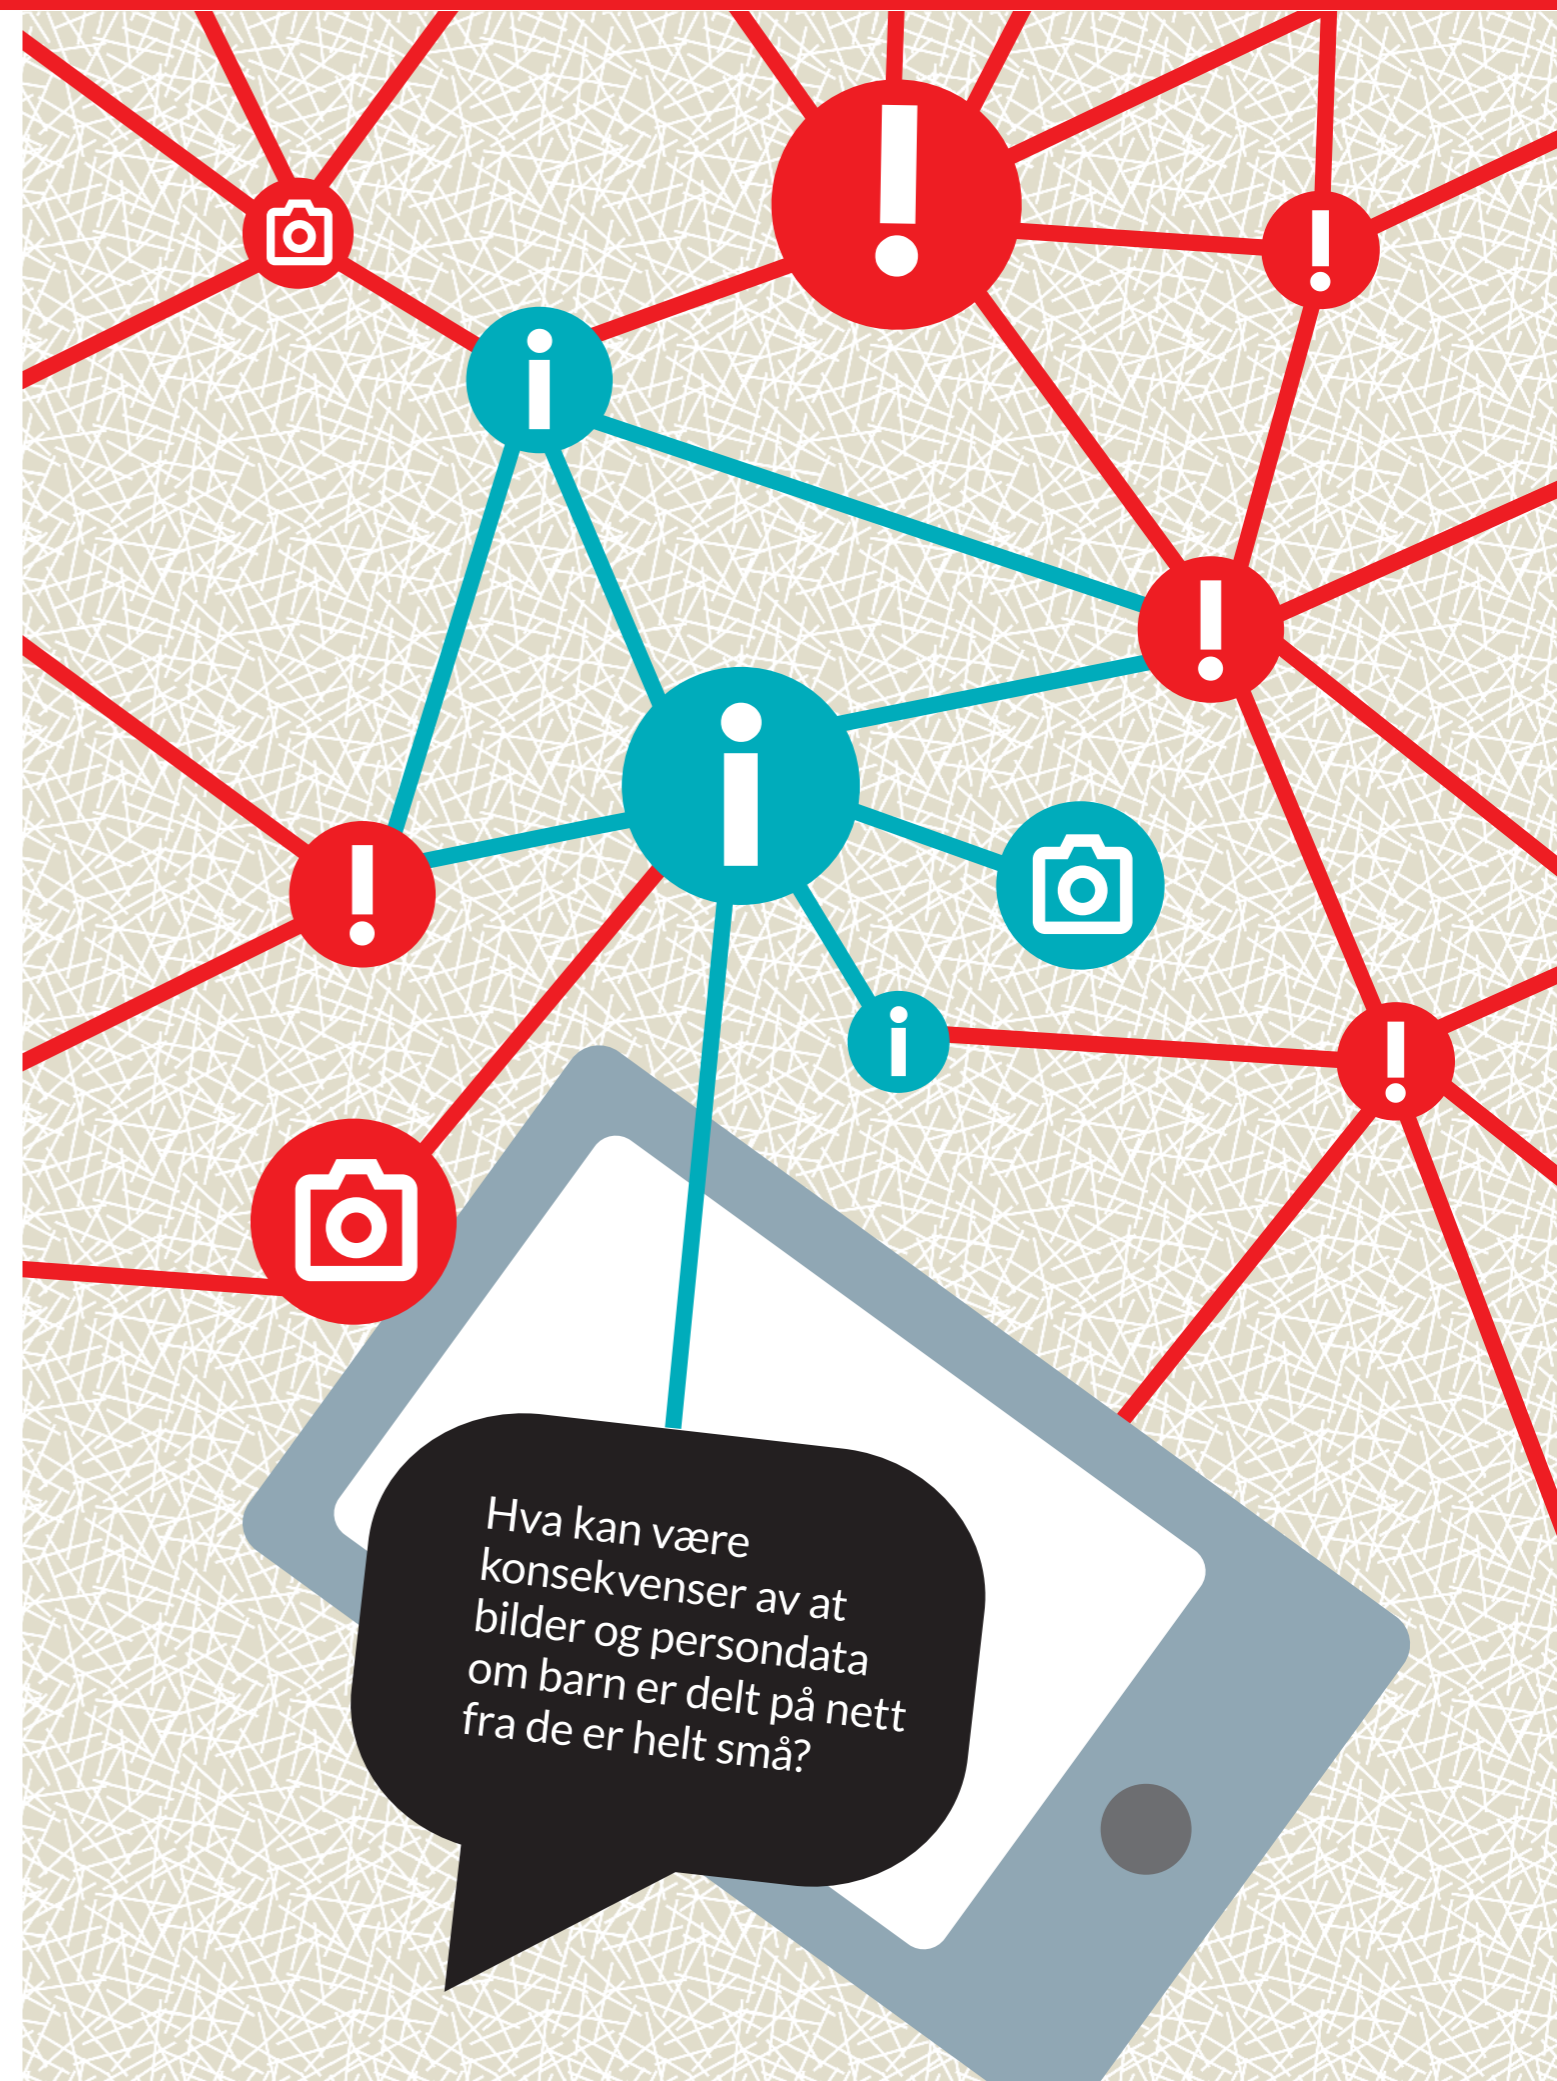 Hva kan være
konsekvenser av at
bilder og persondata
om barn er delt på nett
fra de er helt små?